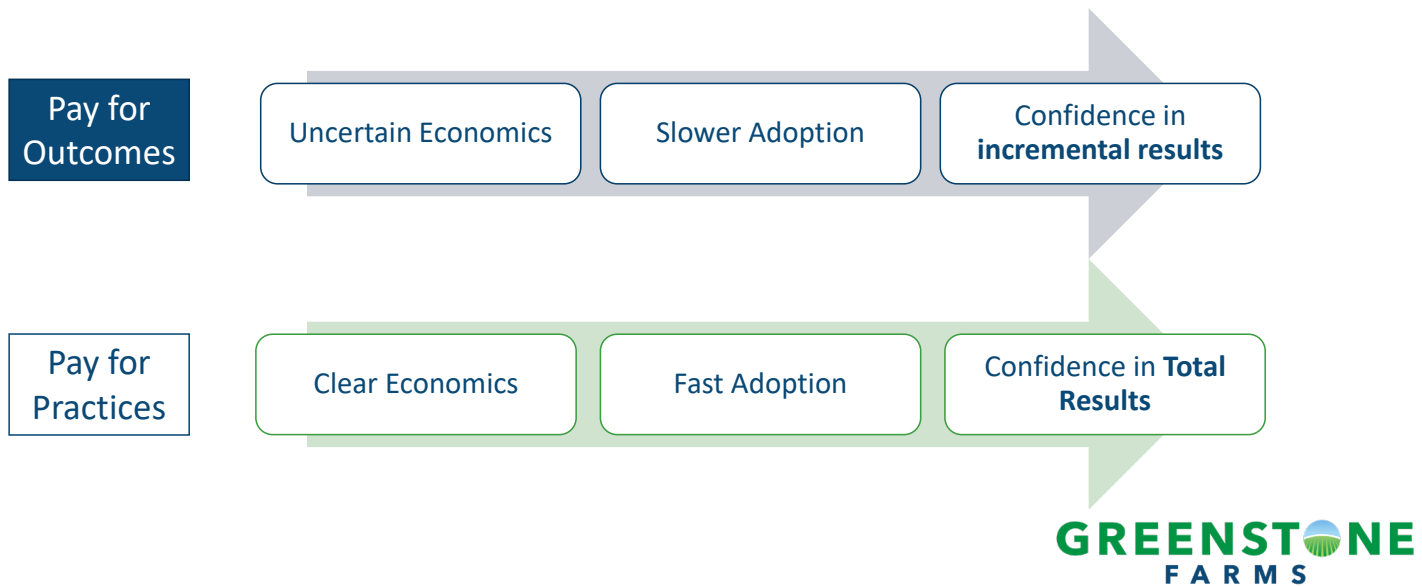 Pay for
Outcomes
Uncertain Economics
Slower Adoption
Confidence in
incremental results
Pay for
Practices
Clear Economics
Fast Adoption
Confidence in Total
Results
GREENSTONE
FARMS